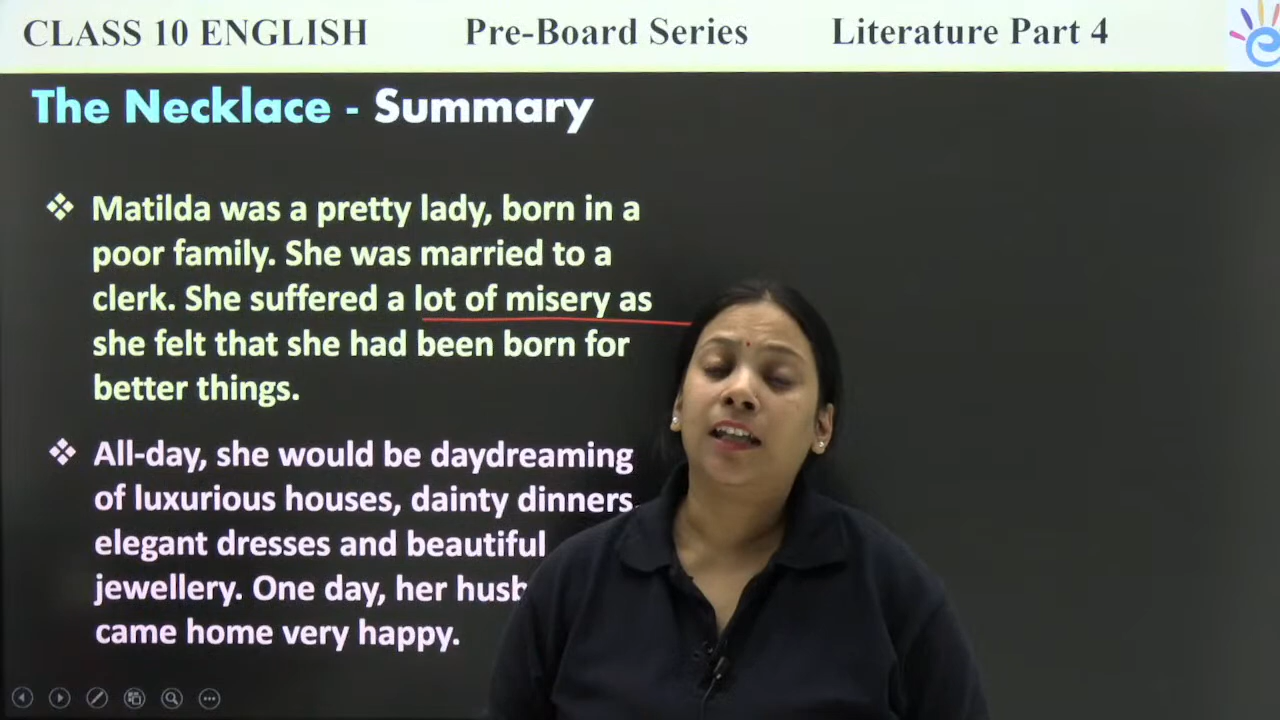 CLASS 10 ENGLISH Pre-Board Series Literature Part 4
The Necklace - Summary
❖ Matilda was a pretty lady, born in a
poor family. She was married to a
clerk. She suffered a lot of misery as
she felt that she had been born for
better things.
❖ All-day, she would be daydreaming
of luxurious houses, dainty dinners
elegant dresses and beautiful
jewellery. One day, her
came home very happy.